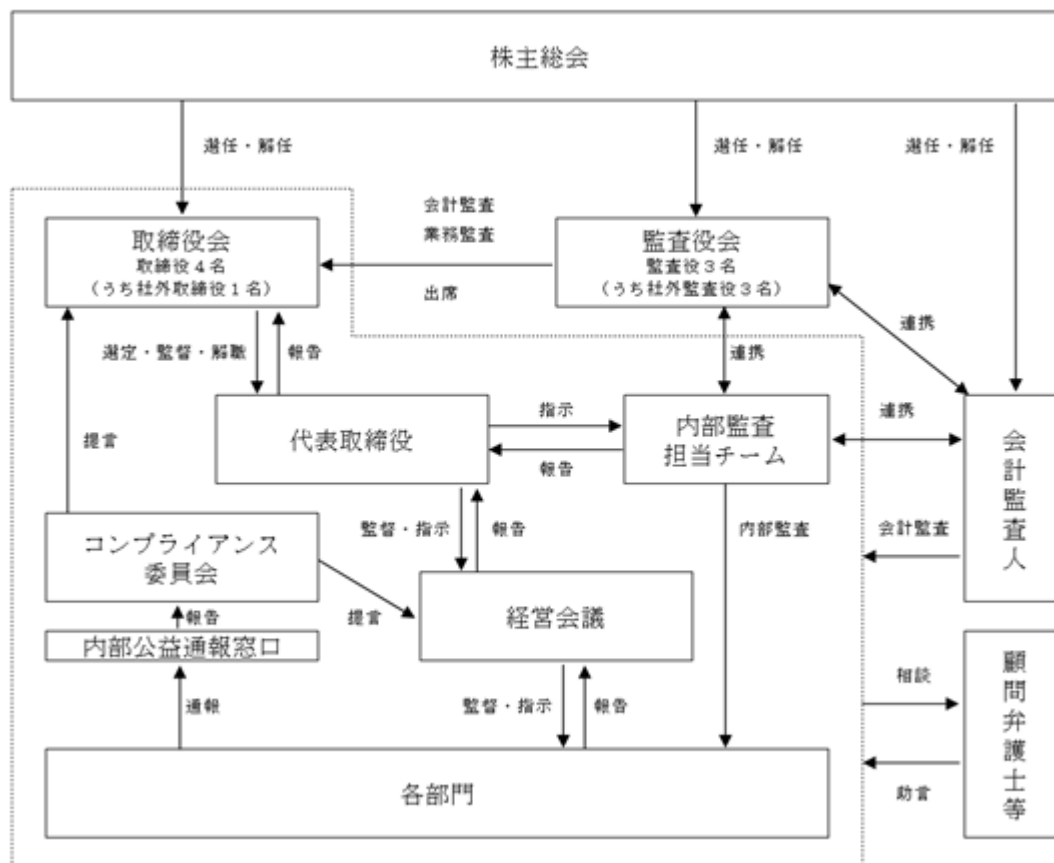 株主総会
選任・解任
選任・解任
選任・解任
会計監査
業務監査
出席
取締役会
取締役4名
（うち社外取締役1名）
監査役会
監査役3名
（うち社外監査役3名）
連携
選定・監督・解職
報告
連携
提言
代表取締役
指示
報告
内部監査
担当チーム
連携
会計監査人
監督・指示
報告
内部監査
会計監査
コンプライアンス
委員会
提言
経営会議
報告
内部公益通報窓口
通報
監督・指示
報告
相談
助言
顧問弁護士等
各部門